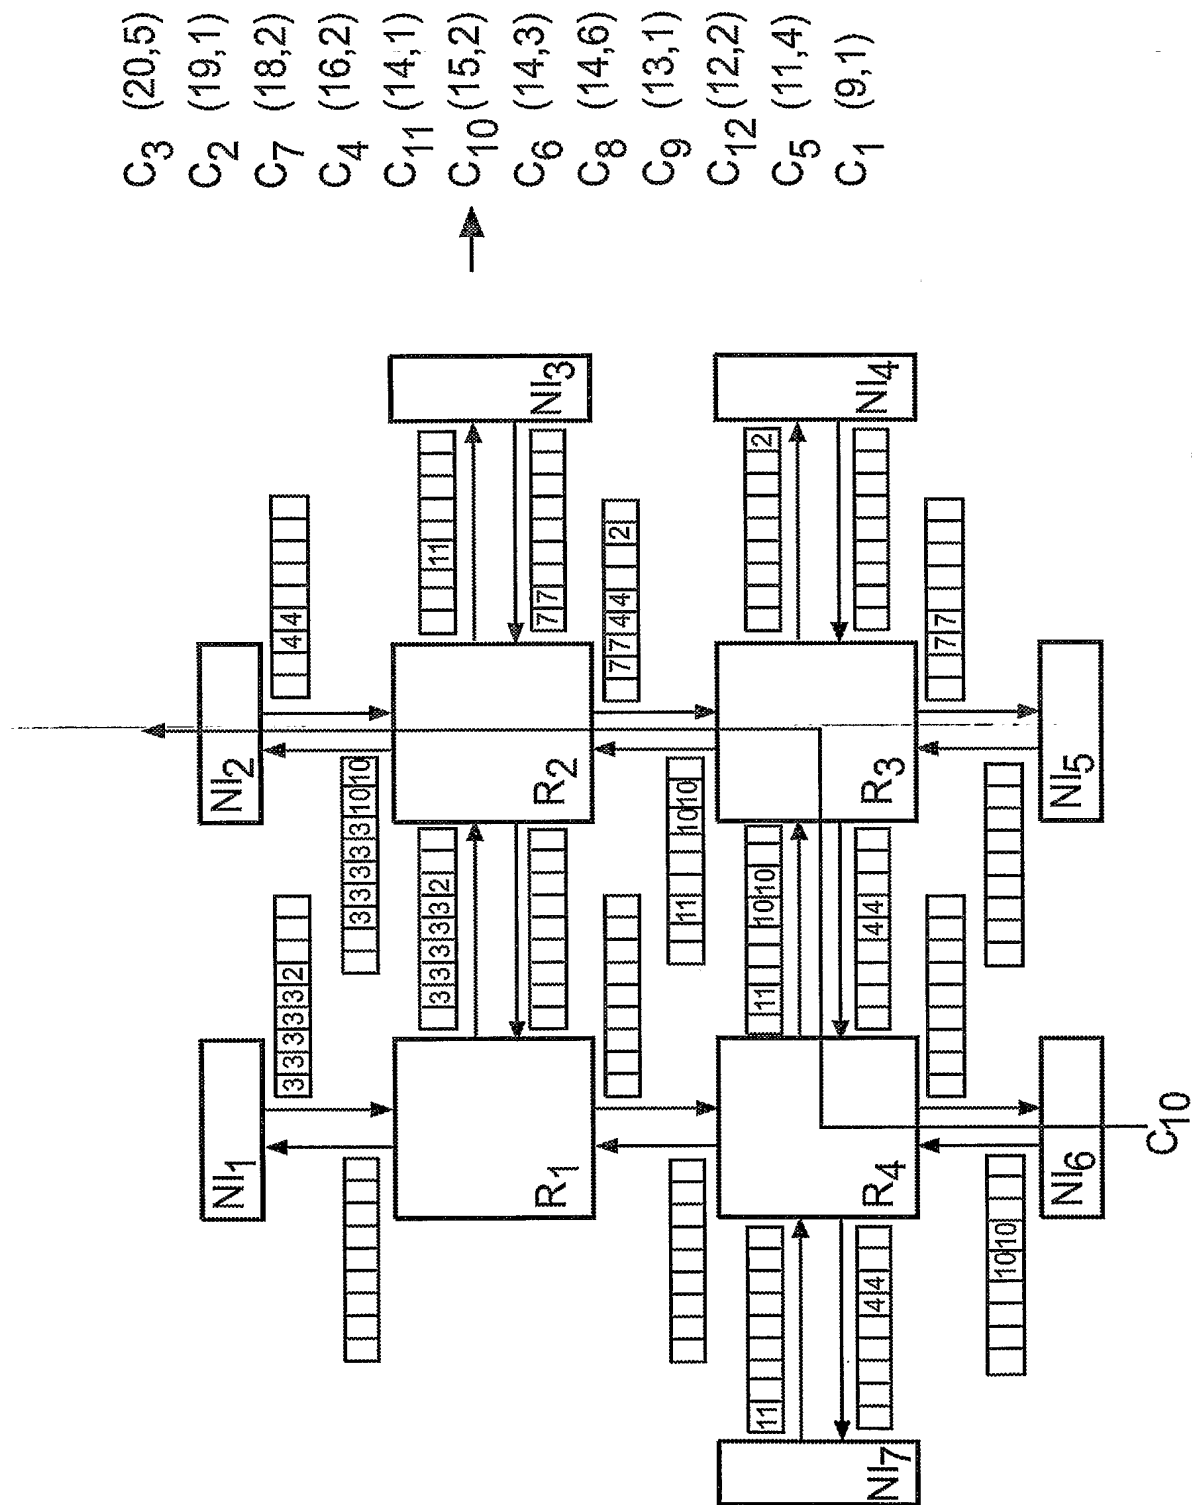 NI1
NI2
3 3 3 3 3 2
4 4
3 3 3 3 3 10 10
3 3 3 3 3 2
11
R1
R2
NI3
7 7
7 7 4 4 2
11 10 10
11
11 10 10
2
4 4
4 4
NI7
R4
R3
NI4
7 7
10 10
NI6
NI5
C10
C3 (20,5)
C2 (19,1)
C7 (18,2)
C4 (16,2)
C11 (14,1)
C10 (15,2)
C6 (14,3)
C8 (14,6)
C9 (13,1)
C12 (12,2)
C5 (11,4)
C1 (9,1)